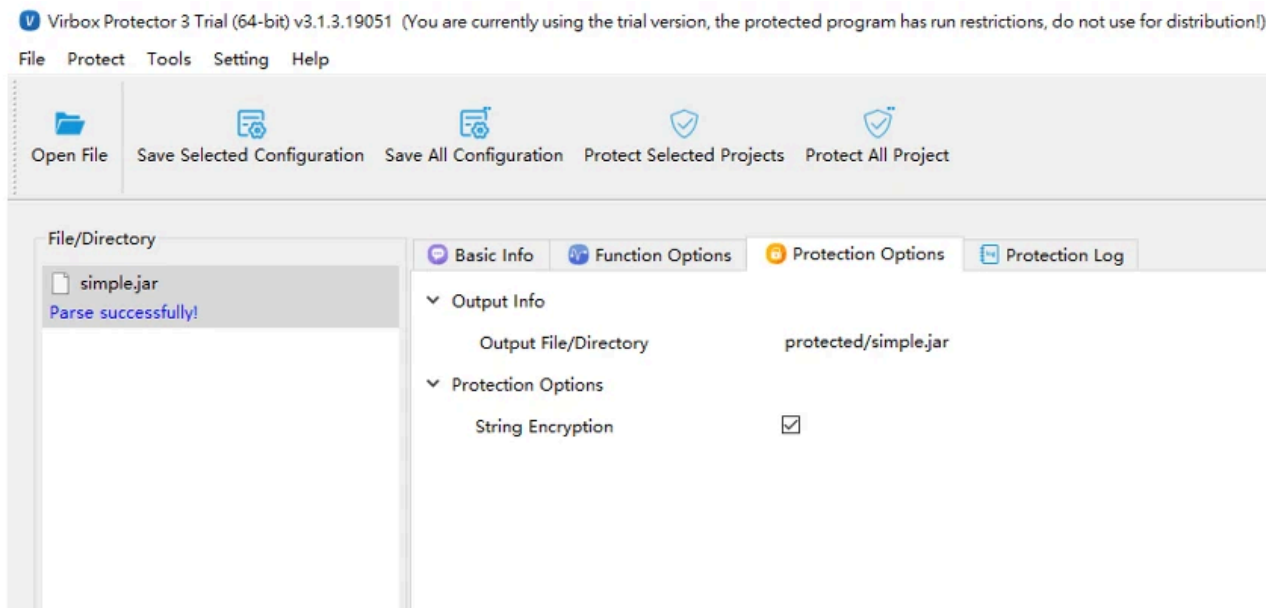 Virbox Protector 3 Trial (64-bit) v3.1.3.19051 (You are currently using the trial version, the protected program has run restrictions, do not use for distribution!)
File Protect Tools Setting Help
Open File Save Selected Configuration Save All Configuration Protect Selected Projects Protect All Project
File/Directory
simple.jar
Parse successfully!
Basic Info Function Options Protection Options Protection Log
Output Info
Output File/Directory protected/simple.jar
Protection Options
String Encryption